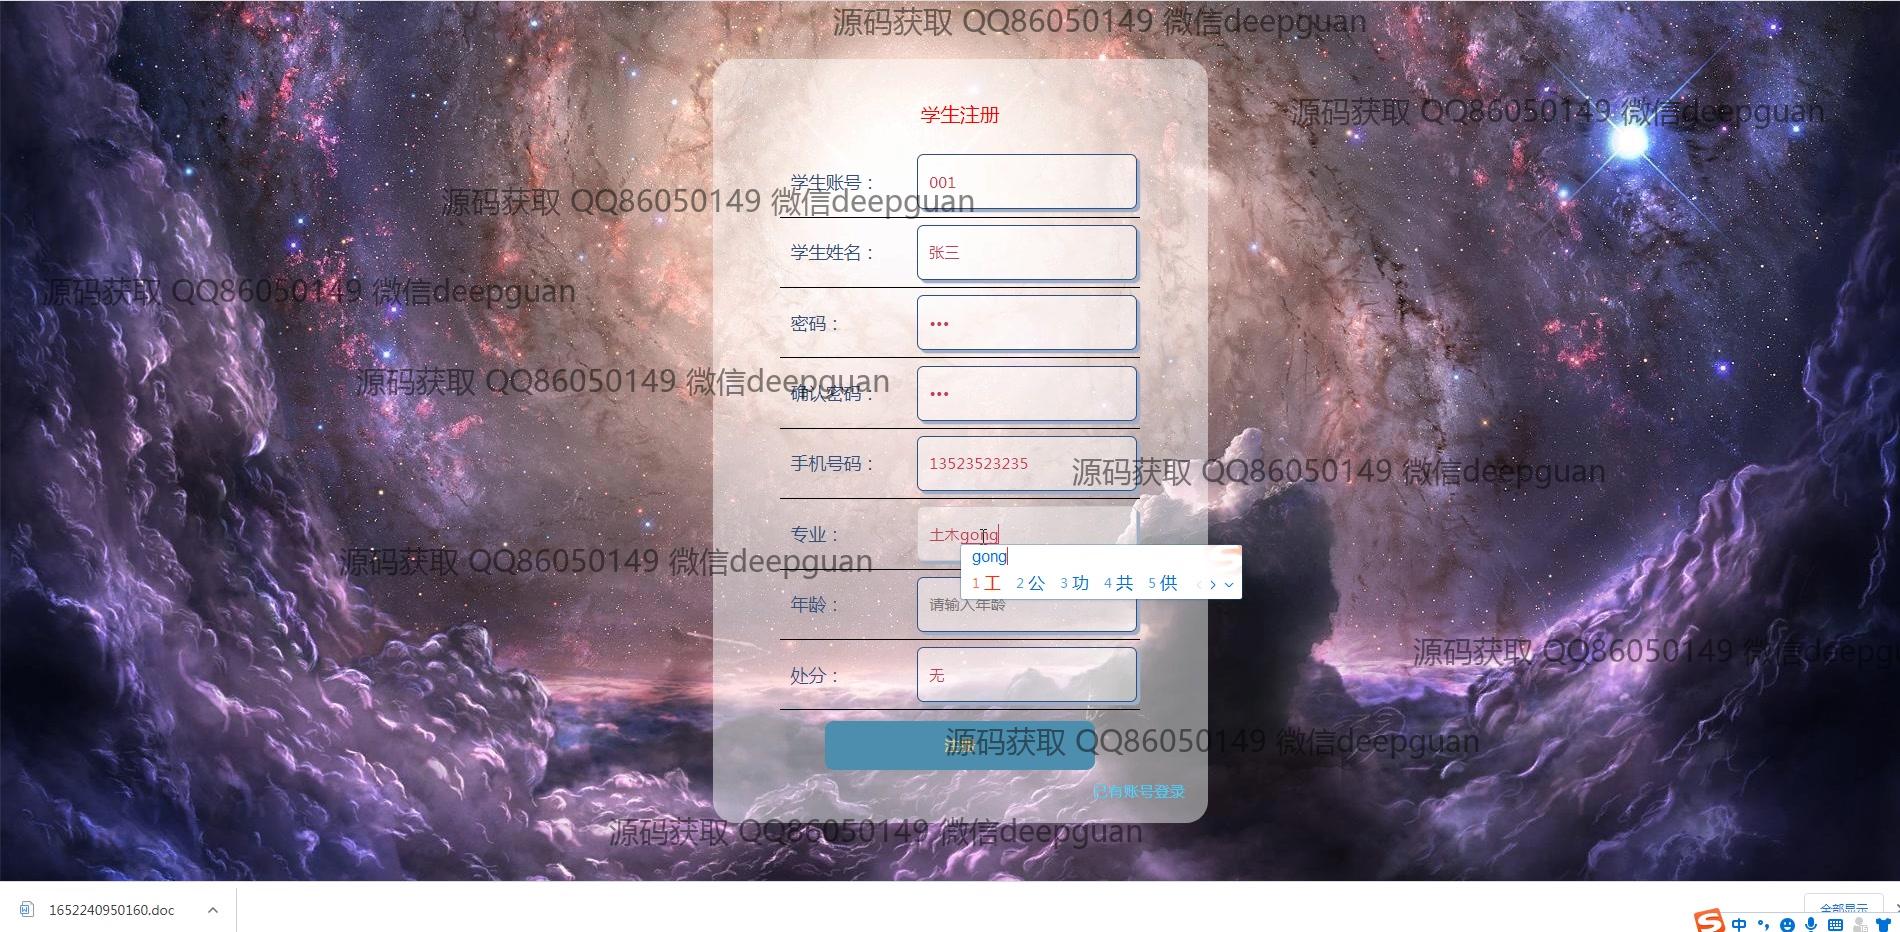 源码获取 QQ86050149 微信deepguan
源码获取 QQ86050149 微信deepguan
学生注册
学生账号： 001
源码获取 QQ86050149 微信deepguan
学生姓名： 张三
源码获取 QQ86050149 微信deepguan
密码： •••
源码获取 QQ86050149 微信deepguan
确认密码： •••
手机号码： 13523523235
源码获取 QQ86050149 微信deepguan
专业： 土木gong
源码获取 QQ86050149 微信deepguan
gong
1 工 2 公 3 功 4 共 5 供
年龄： 请输入年龄
源码获取 QQ86050149 微信deepg
处分： 无
注册
源码获取 QQ86050149 微信deepguan
已有账号登录
源码获取 QQ86050149 微信deepguan
1652240950160.doc
全部显示
中